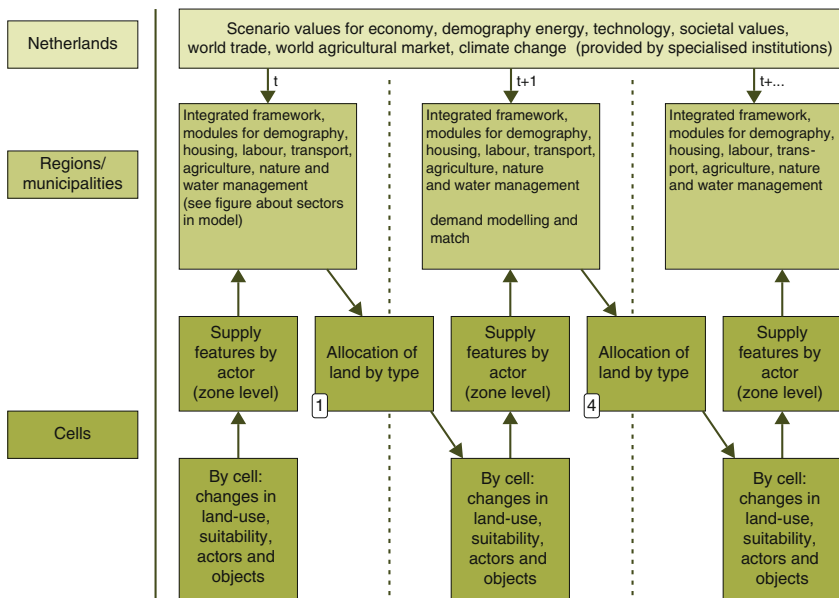 Netherlands
Scenario values for economy, demography energy, technology, societal values,
world trade, world agricultural market, climate change (provided by specialised institutions)
t
t+1
t+...
Regions/
municipalities
Integrated framework,
modules for demography,
housing, labour, transport,
agriculture, nature and
water management
(see figure about sectors
in model)
Integrated framework,
modules for demography,
housing, labour, transport,
agriculture, nature
and water management
demand modelling and
match
Integrated framework,
modules for demography,
housing, labour, trans-
port, agriculture, nature
and water management
Supply
features by
actor
(zone level)
Allocation of
land by type
1
Supply
features by
actor
(zone level)
Allocation of
land by type
4
Supply
features by
actor
(zone level)
Cells
By cell:
changes in
land-use,
suitability,
actors and
objects
By cell:
changes in
land-use,
suitability,
actors and
objects
By cell:
changes in
land-use,
suitability,
actors and
objects